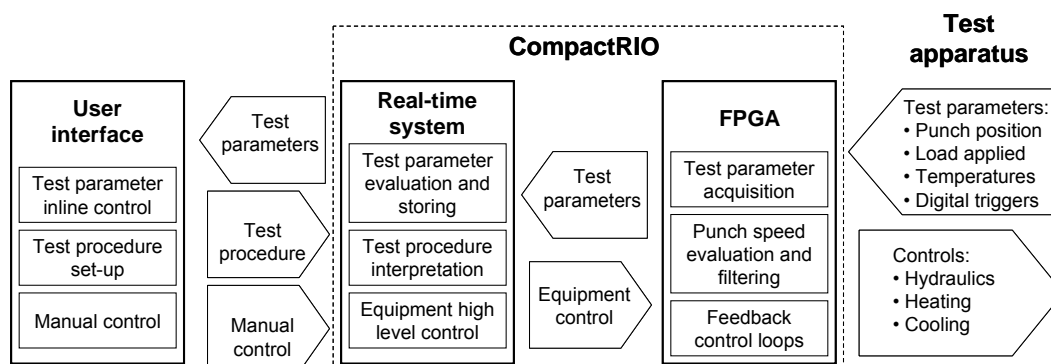 CompactRIO
Test
apparatus
User
interface
Test parameter
inline control
Test procedure
set-up
Manual control
Test
parameters
Test
procedure
Manual
control
Real-time
system
Test parameter
evaluation and
storing
Test procedure
interpretation
Equipment high
level control
Test
parameters
Equipment
control
FPGA
Test parameter
acquisition
Punch speed
evaluation and
filtering
Feedback
control loops
Test parameters:
• Punch position
• Load applied
• Temperatures
• Digital triggers
Controls:
• Hydraulics
• Heating
• Cooling